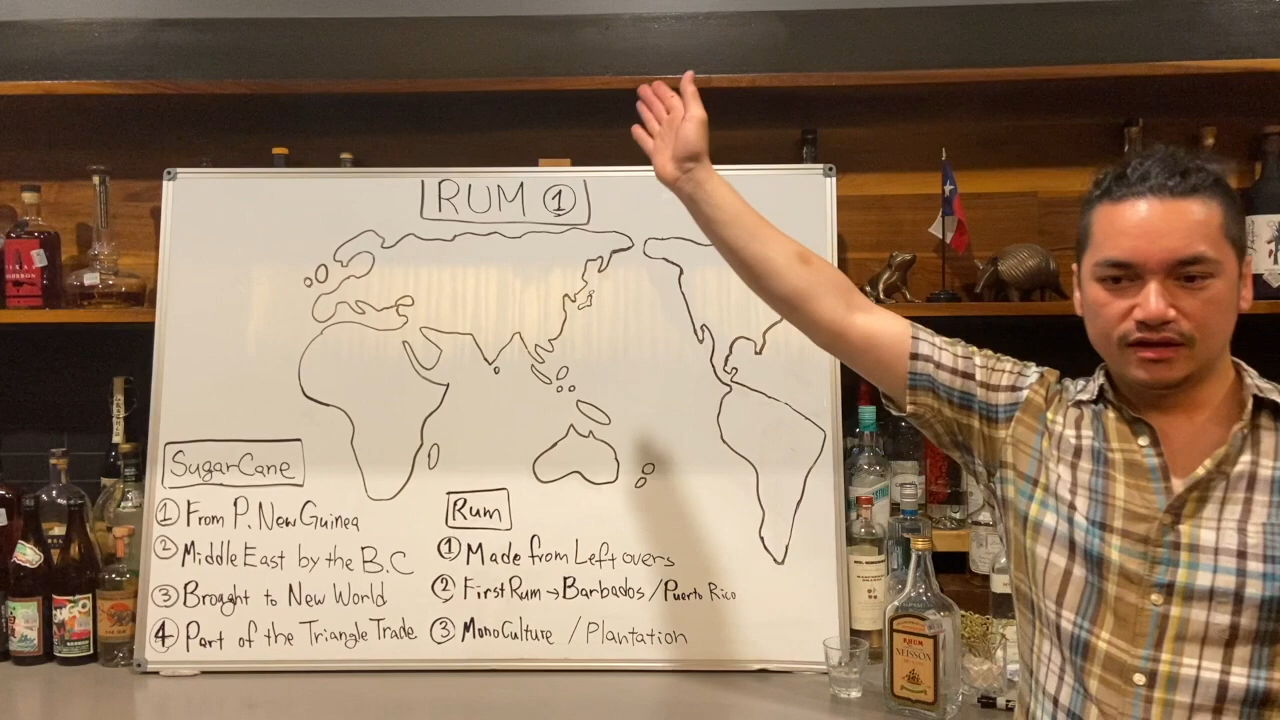 RUM ①
SugarCane
① From P. New Guinea
② Middle East by the B.C
③ Broght to New World
④ Part of the Triangle Trade
Rum
① Made from Left overs
② First Rum → Barbados / Puerto Rico
③ MonoCulture / Plantation
RHUM
NEISSON